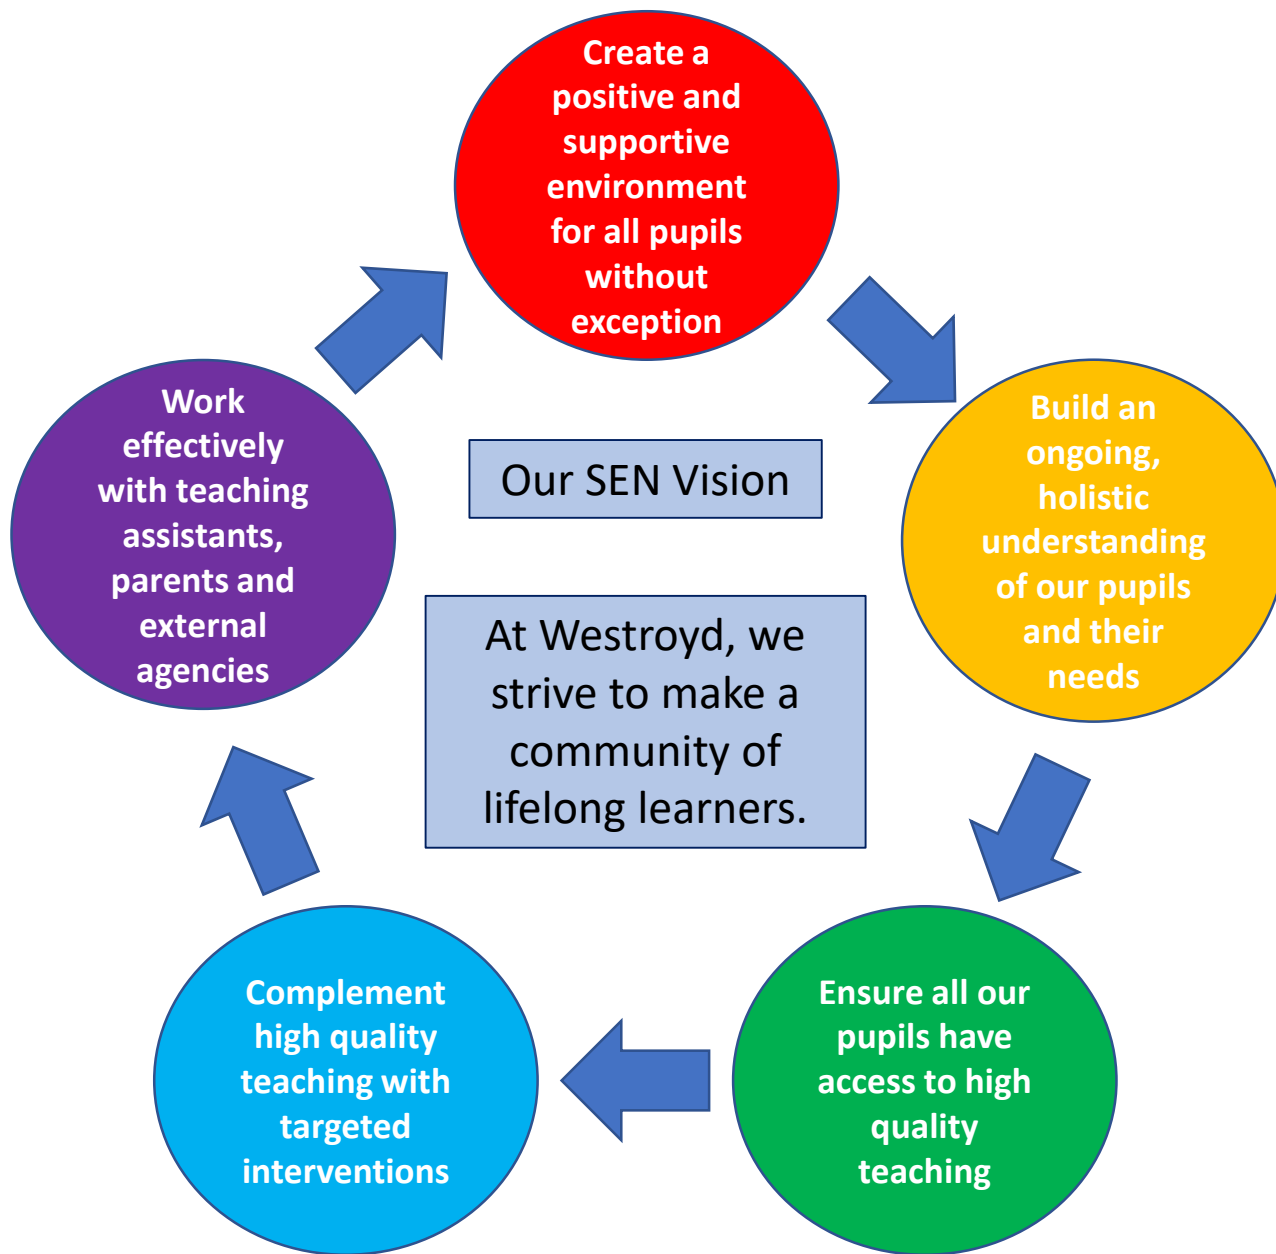 Create a
positive and
supportive
environment
for all pupils
without
exception
Build an
ongoing,
holistic
understanding
of our pupils
and their
needs
Ensure all our
pupils have
access to high
quality
teaching
Complement
high quality
teaching with
targeted
interventions
Work
effectively
with teaching
assistants,
parents and
external
agencies
Our SEN Vision
At Westroyd, we
strive to make a
community of
lifelong learners.